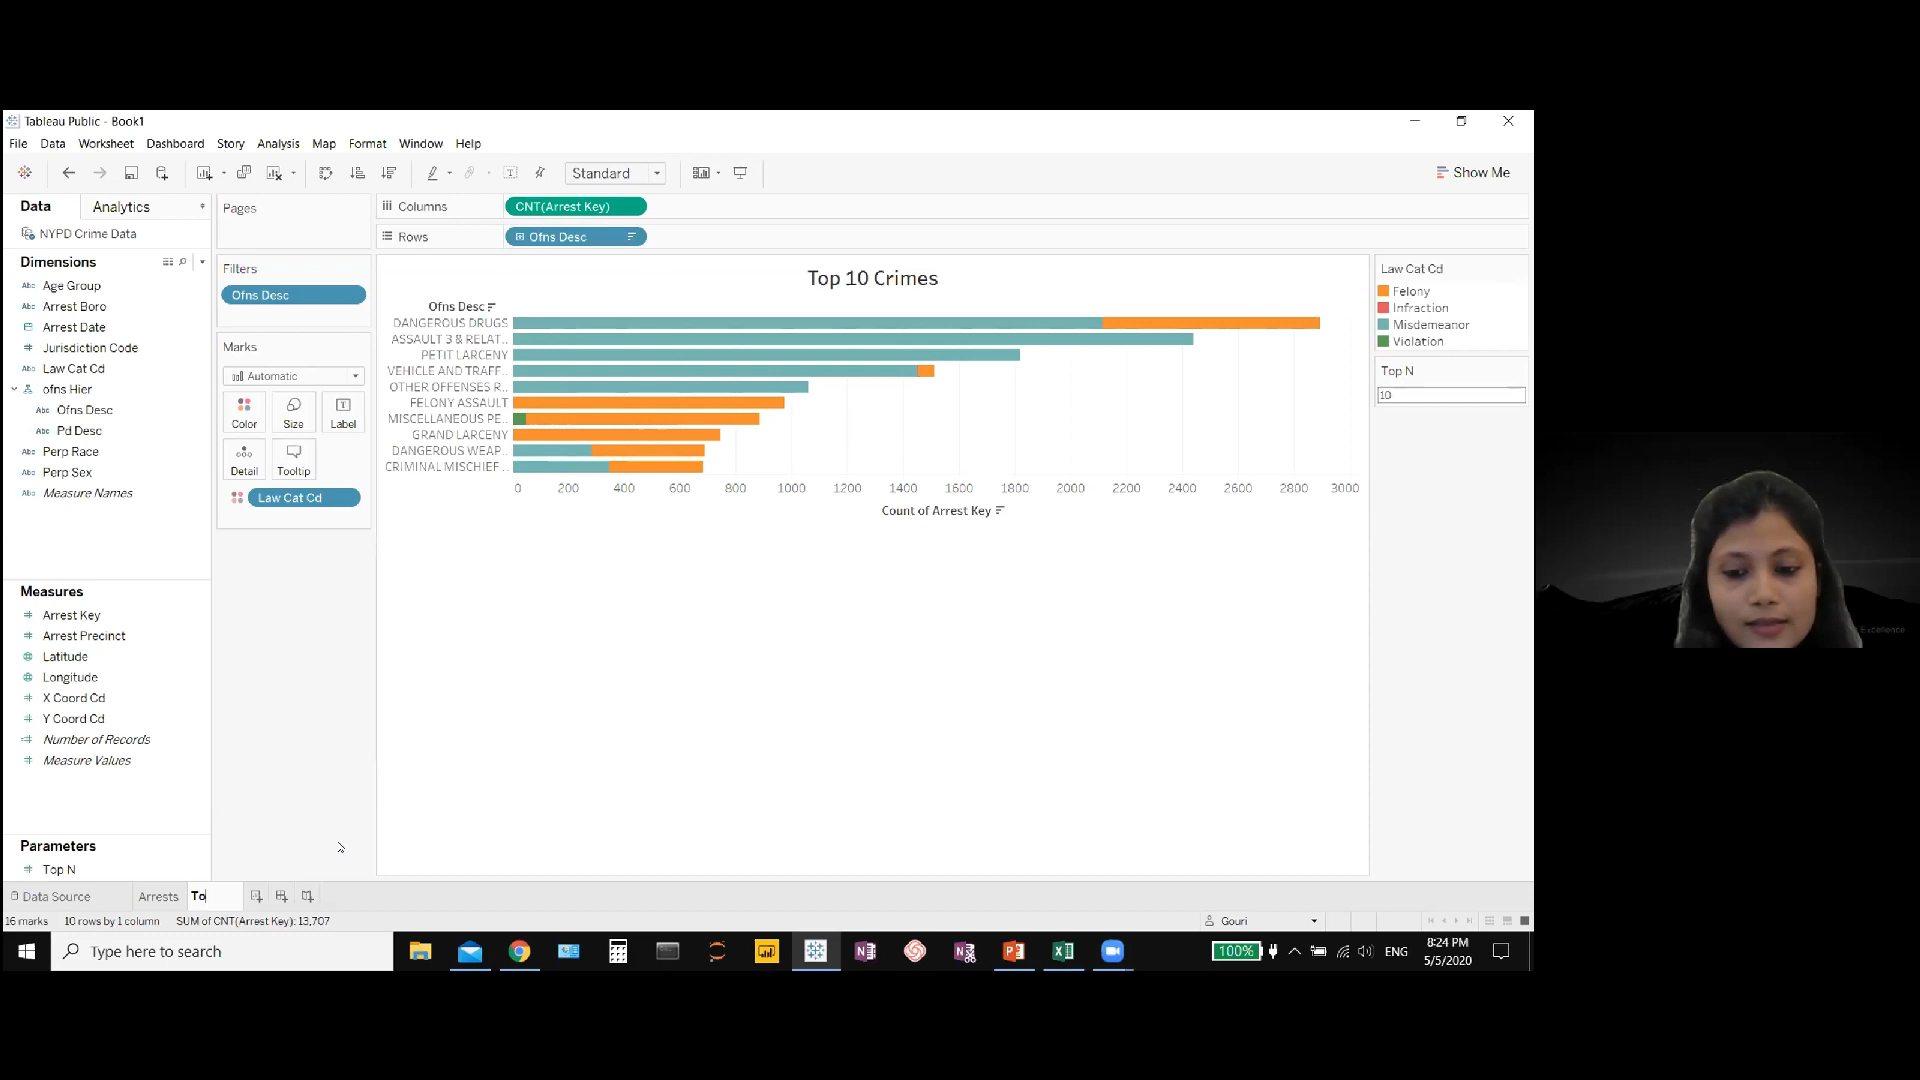 Tableau Public - Book1
File Data Worksheet Dashboard Story Analysis Map Format Window Help
Standard
Show Me
Data Analytics
NYPD Crime Data
Dimensions
Age Group
Arrest Boro
Arrest Date
Jurisdiction Code
Law Cat Cd
ofns Hier
Ofns Desc
Pd Desc
Perp Race
Perp Sex
Measure Names
Measures
Arrest Key
Arrest Precinct
Latitude
Longitude
X Coord Cd
Y Coord Cd
Number of Records
Measure Values
Parameters
Top N
Pages
Filters
Ofns Desc
Marks
Automatic
Color Size Label
Detail Tooltip
Law Cat Cd
Columns CNT(Arrest Key)
Rows Ofns Desc
Top 10 Crimes
Ofns Desc
DANGEROUS DRUGS
ASSAULT 3 & RELAT..
PETIT LARCENY
VEHICLE AND TRAFF..
OTHER OFFENSES R..
FELONY ASSAULT
MISCELLANEOUS PE..
GRAND LARCENY
DANGEROUS WEAP..
CRIMINAL MISCHIEF..
0 200 400 600 800 1000 1200 1400 1600 1800 2000 2200 2400 2600 2800 3000
Count of Arrest Key
Law Cat Cd
Felony
Infraction
Misdemeanor
Violation
Top N
10
Excellence
Data Source Arrests To
16 marks 10 rows by 1 column SUM of CNT(Arrest Key): 13,707
Gouri
Type here to search
100%
ENG
8:24 PM
5/5/2020